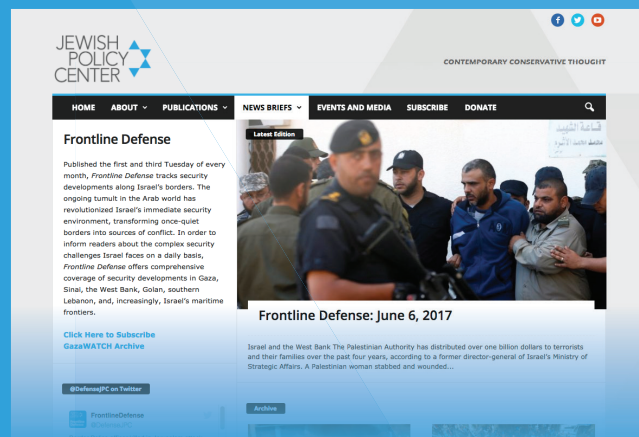 JEWISH
POLICY
CENTER
CONTEMPORARY CONSERVATIVE THOUGHT
HOME ABOUT PUBLICATIONS NEWS BRIEFS EVENTS AND MEDIA SUBSCRIBE DONATE
Frontline Defense
Published the first and third Tuesday of every
month, Frontline Defense tracks security
developments along Israel's borders. The
ongoing tumult in the Arab world has
revolutionized Israel's immediate security
environment, transforming once-quiet
borders into sources of conflict. In order to
inform readers about the complex security
challenges Israel faces on a daily basis,
Frontline Defense offers comprehensive
coverage of security developments in Gaza,
Sinai, the West Bank, Golan, southern
Lebanon, and, increasingly, Israel's maritime
frontiers.
Click Here to Subscribe
GazaWATCH Archive
@DefenseJPC on Twitter
FrontlineDefense
@DefenseJPC
Latest Edition
محمد محمد
Frontline Defense: June 6, 2017
Israel and the West Bank The Palestinian Authority has distributed over one billion dollars to terrorists
and their families over the past four years, according to a former director-general of Israel's Ministry of
Strategic Affairs. A Palestinian woman stabbed and wounded...
Archive